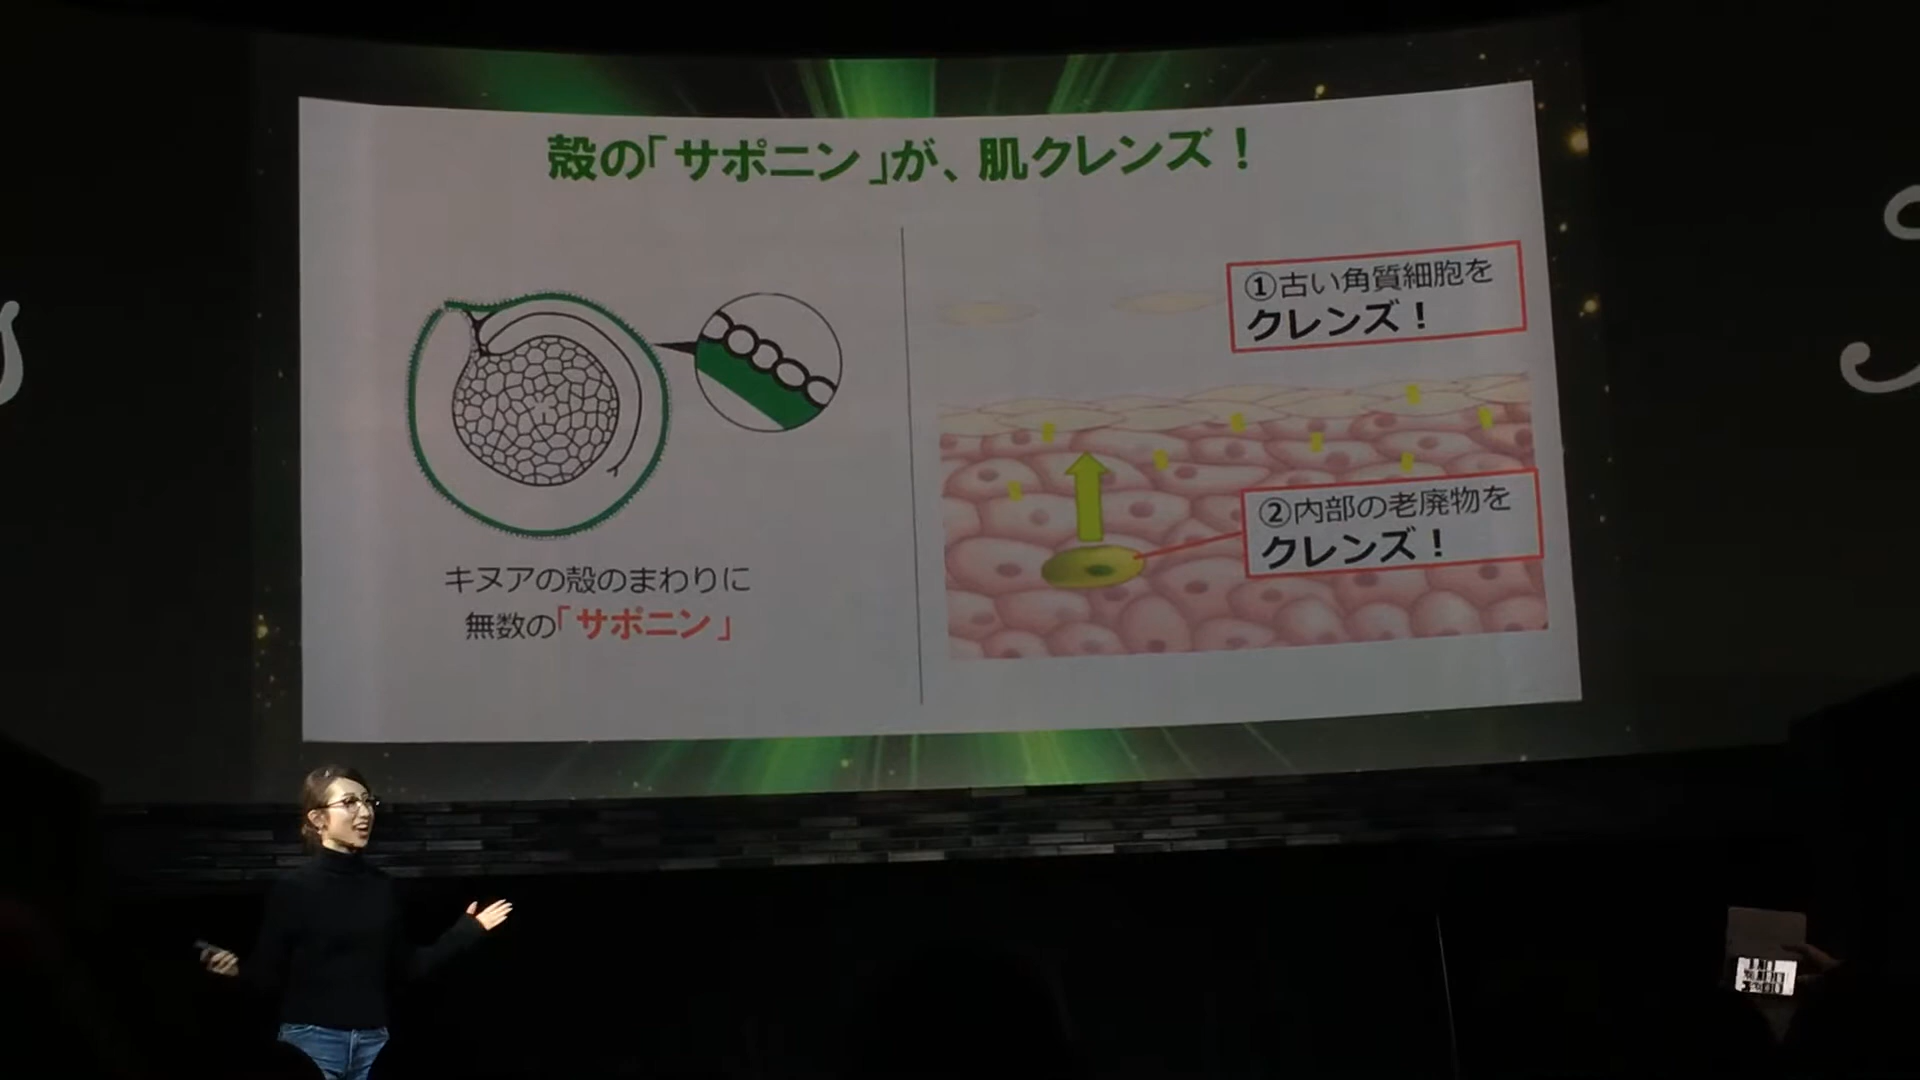 殻の「サポニン」が、肌クレンズ！
キヌアの殻のまわりに
無数の「サポニン」
①古い角質細胞を
クレンズ！
②内部の老廃物を
クレンズ！